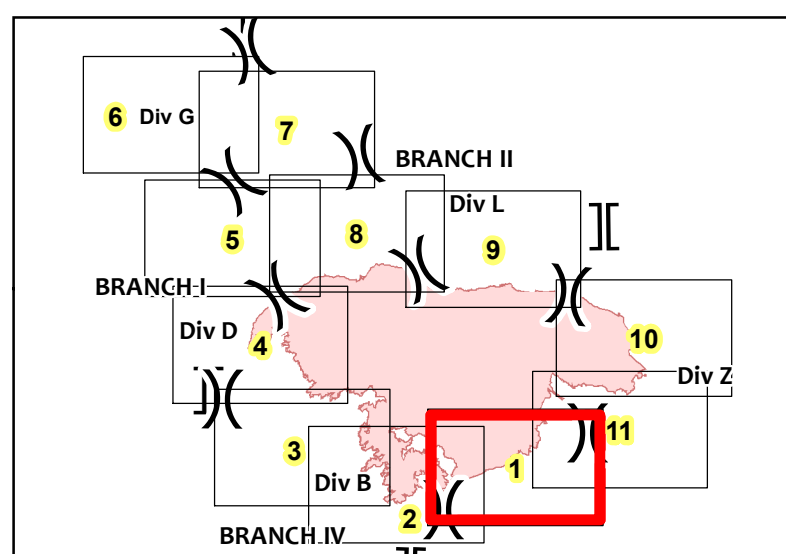 6
Div G
7
BRANCH II
Div L
5
8
9
BRANCH I
Div D
4
10
Div Z
11
3
1
Div B
2
BRANCH IV